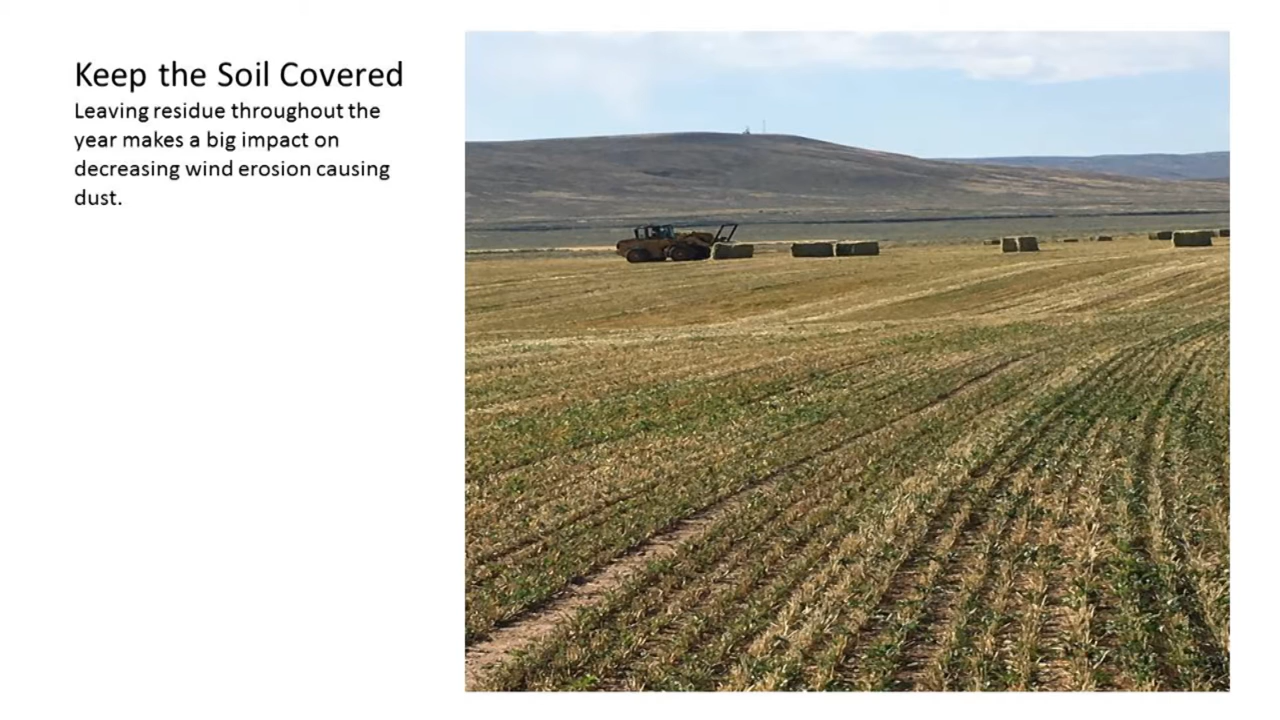 Keep the Soil Covered
Leaving residue throughout the
year makes a big impact on
decreasing wind erosion causing
dust.